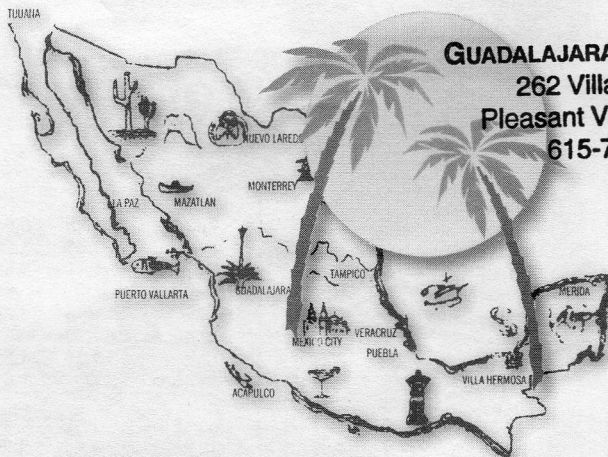 TIJUANA
GUADALAJARA
262 Villa
Pleasant V
615-7
NUEVO LAREDO
MONTERREY
LA PAZ
MAZATLAN
PUERTO VALLARTA
GUADALAJARA
TAMPICO
MERIDA
MEXICO CITY
VERACRUZ
PUEBLA
VILLA HERMOSA
ACAPULCO